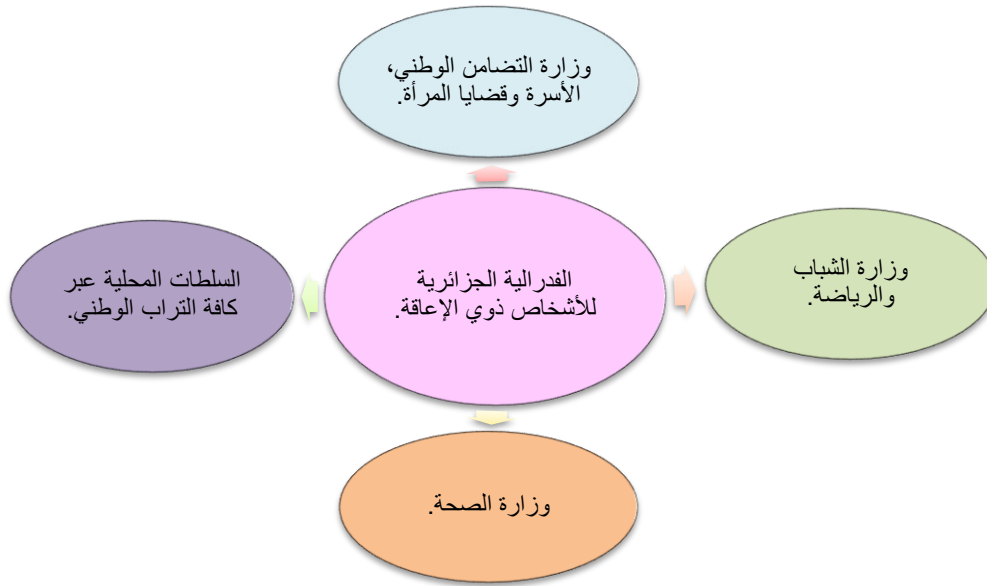 وزارة التضامن الوطني،
الأسرة وقضايا المرأة.
وزارة الشباب
والرياضة.
الفدرالية الجزائرية
للأشخاص ذوي الإعاقة.
السلطات المحلية عبر
كافة التراب الوطني.
وزارة الصحة.